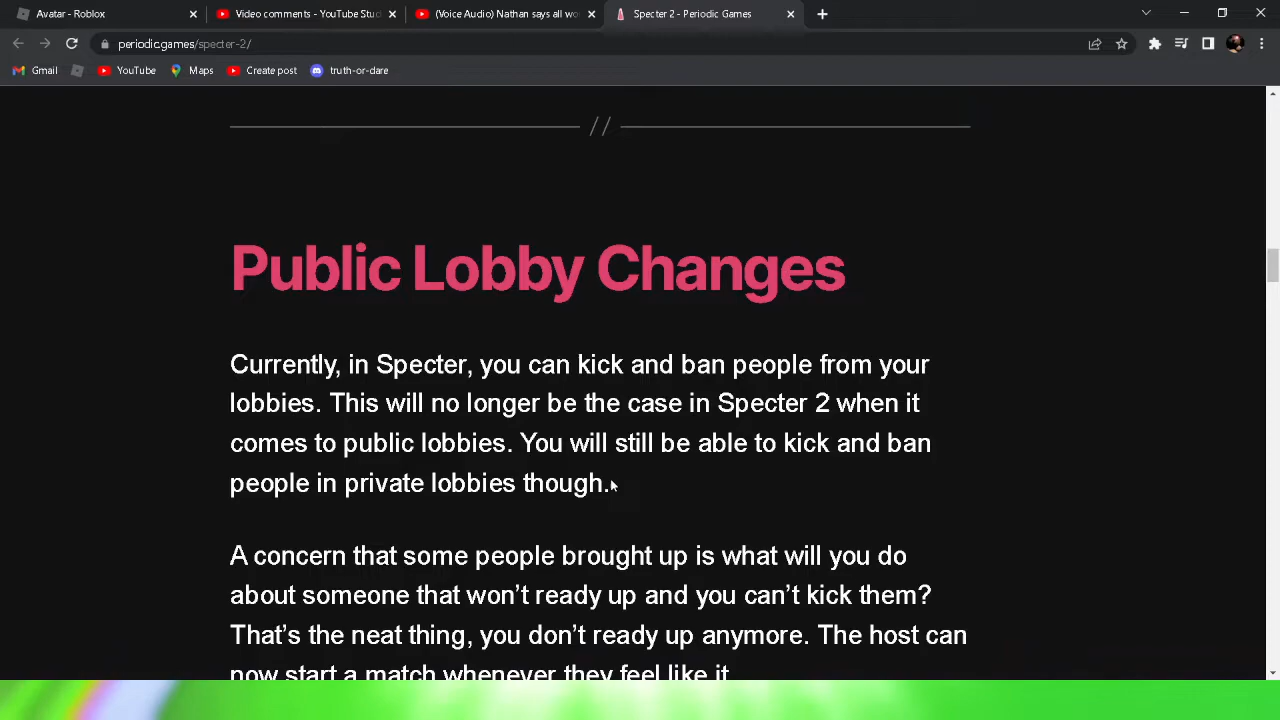 Avatar - Roblox
Video comments - YouTube Stud
(Voice Audio) Nathan says all wo
Specter 2 - Periodic Games
periodic.games/specter-2/
Gmail
YouTube
Maps
Create post
truth-or-dare
//
Public Lobby Changes
Currently, in Specter, you can kick and ban people from your
lobbies. This will no longer be the case in Specter 2 when it
comes to public lobbies. You will still be able to kick and ban
people in private lobbies though.
A concern that some people brought up is what will you do
about someone that won’t ready up and you can’t kick them?
That’s the neat thing, you don’t ready up anymore. The host can
now start a match whenever they feel like it